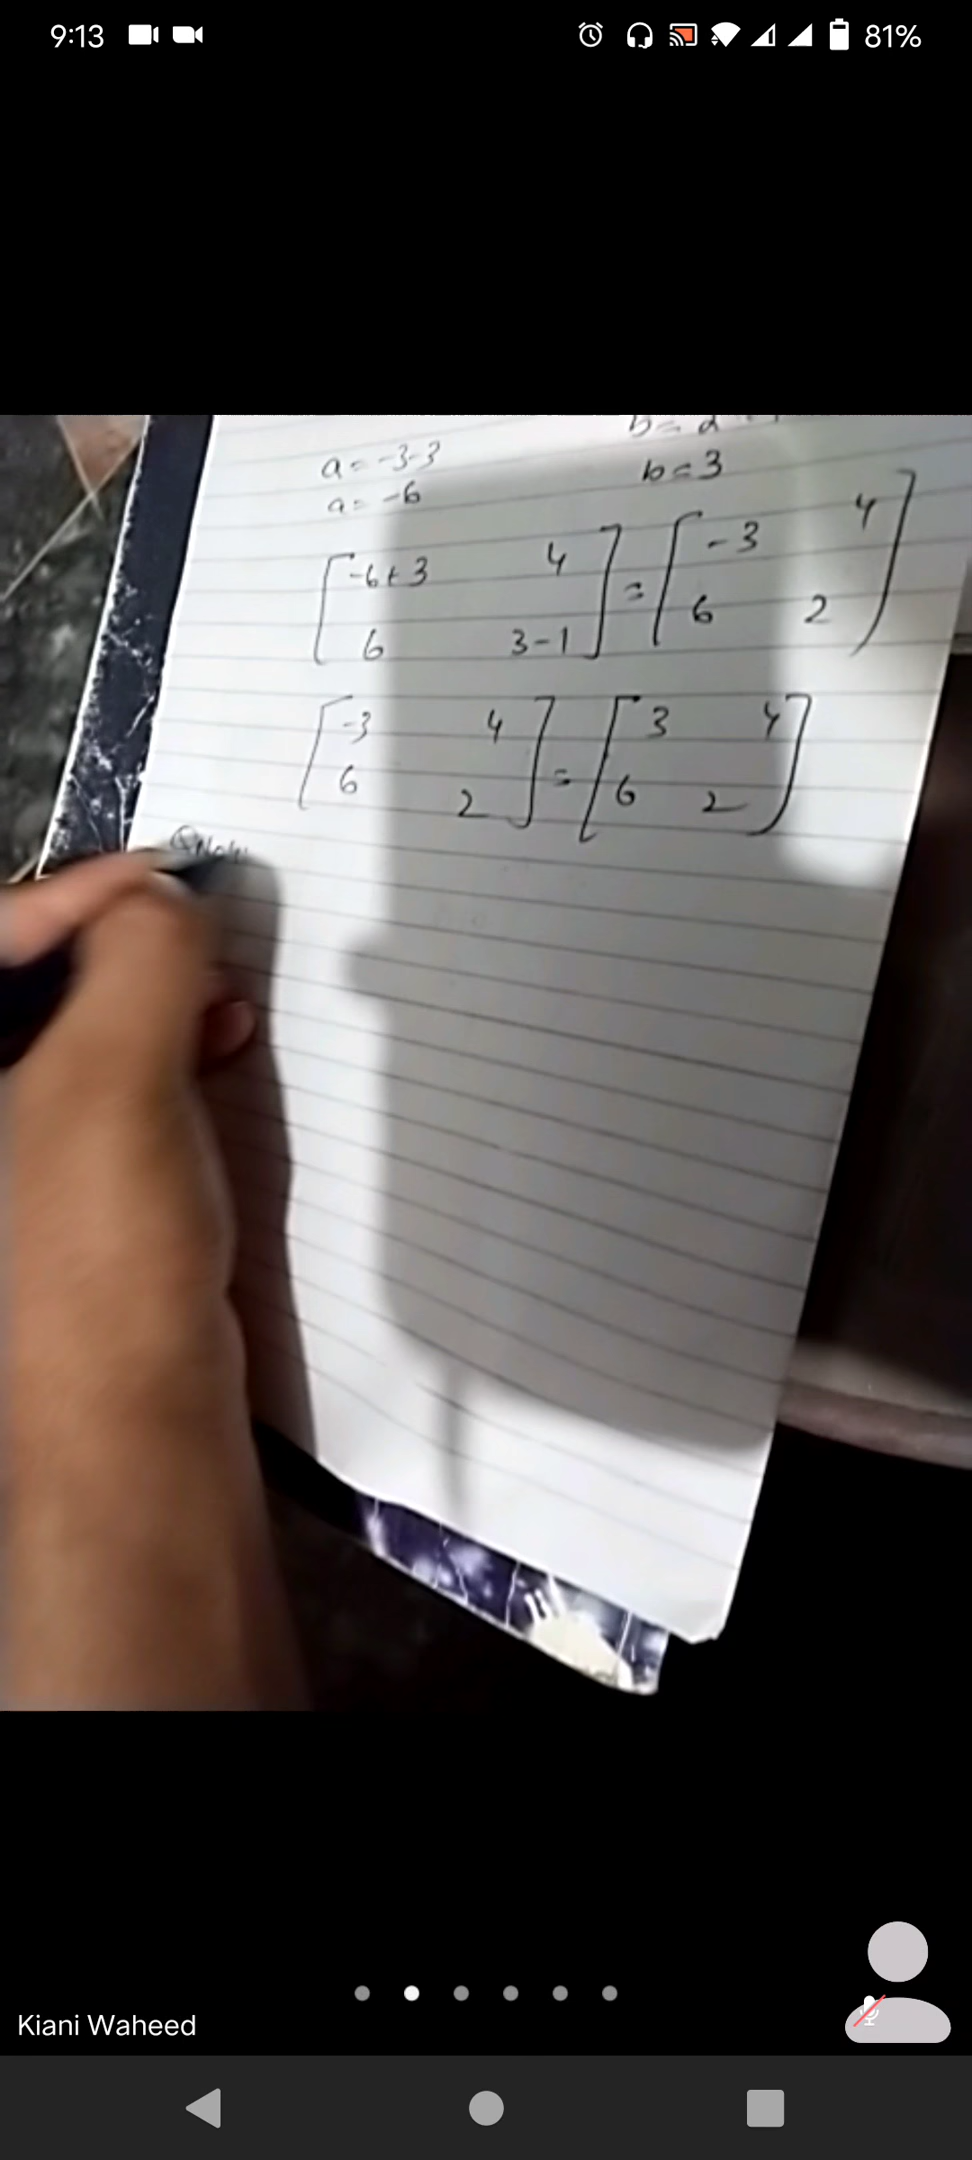 9:13 81%
a = -3-3
a = -6
b = 3
[-6+3 4] = [-3 4]
[6 3-1] [6 2]
[-3 4] = [3 4]
[6 2] [6 2]
Kiani Waheed